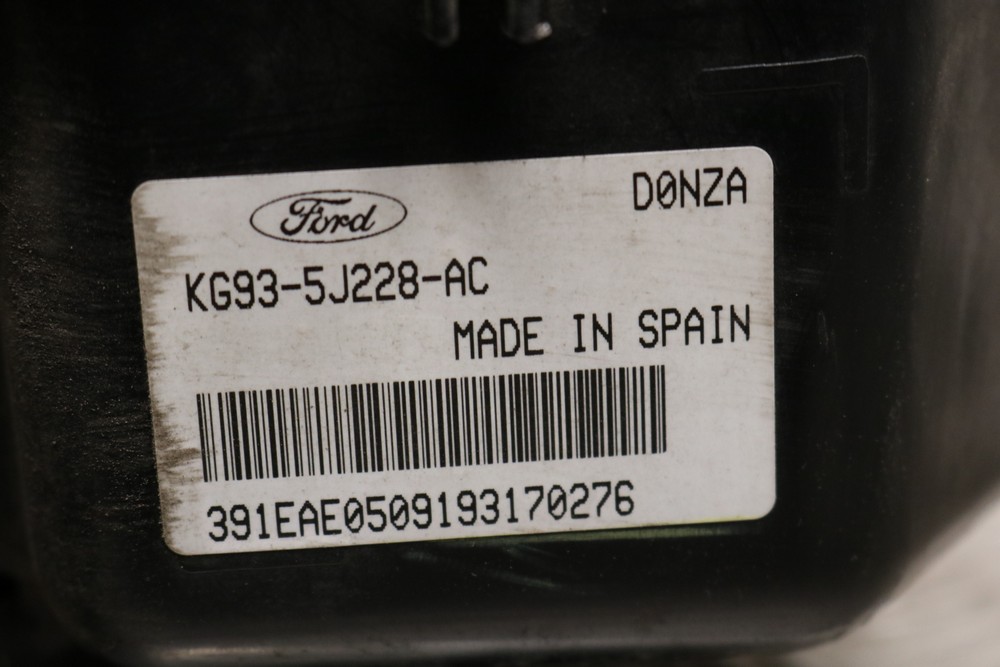 Ford
D0NZA
KG93-5J228-AC
MADE IN SPAIN
391EAE0509193170276